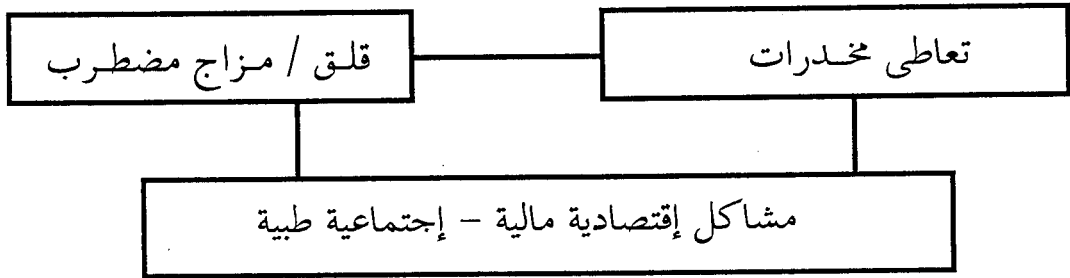 تعاطى مخدرات
قلق / مزاج مضطرب
مشاكل إقتصادية مالية – إجتماعية طبية